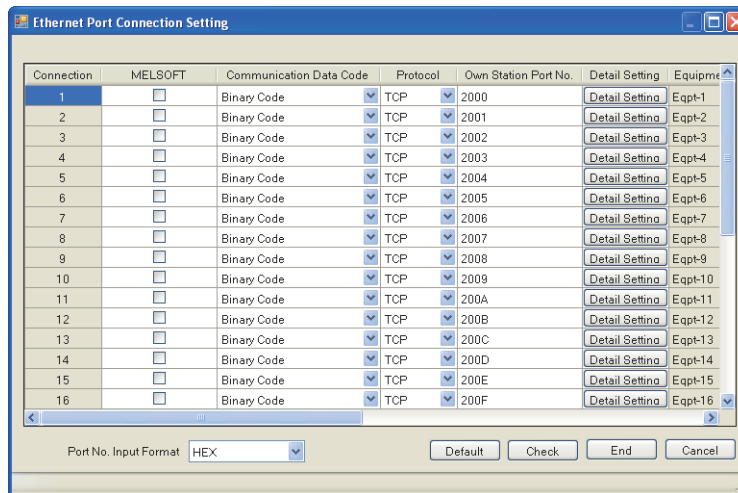 Ethernet Port Connection Setting
Connection MELSOFT Communication Data Code Protocol Own Station Port No. Detail Setting Equipme
1 Binary Code TCP 2000 Detail Setting Eqpt-1
2 Binary Code TCP 2001 Detail Setting Eqpt-2
3 Binary Code TCP 2002 Detail Setting Eqpt-3
4 Binary Code TCP 2003 Detail Setting Eqpt-4
5 Binary Code TCP 2004 Detail Setting Eqpt-5
6 Binary Code TCP 2005 Detail Setting Eqpt-6
7 Binary Code TCP 2006 Detail Setting Eqpt-7
8 Binary Code TCP 2007 Detail Setting Eqpt-8
9 Binary Code TCP 2008 Detail Setting Eqpt-9
10 Binary Code TCP 2009 Detail Setting Eqpt-10
11 Binary Code TCP 200A Detail Setting Eqpt-11
12 Binary Code TCP 200B Detail Setting Eqpt-12
13 Binary Code TCP 200C Detail Setting Eqpt-13
14 Binary Code TCP 200D Detail Setting Eqpt-14
15 Binary Code TCP 200E Detail Setting Eqpt-15
16 Binary Code TCP 200F Detail Setting Eqpt-16
Port No. Input Format HEX Default Check End Cancel